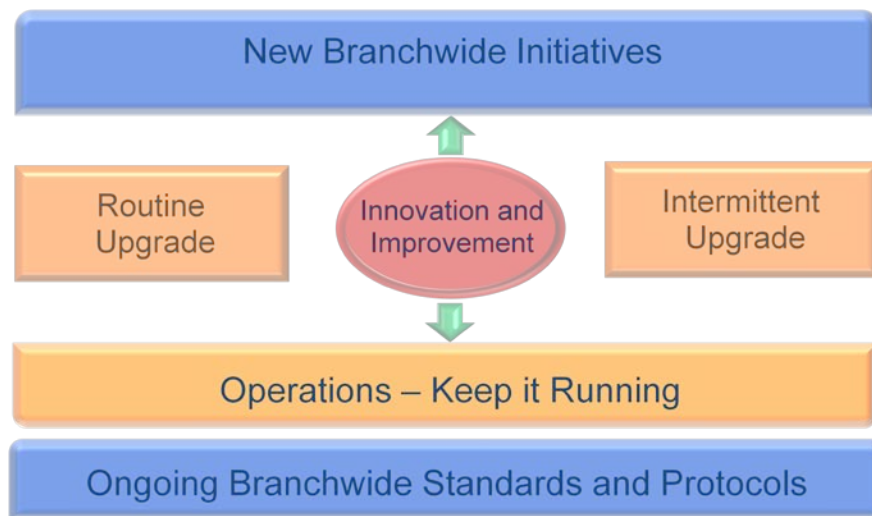 New Branchwide Initiatives
Routine
Upgrade
Innovation and
Improvement
Intermittent
Upgrade
Operations – Keep it Running
Ongoing Branchwide Standards and Protocols